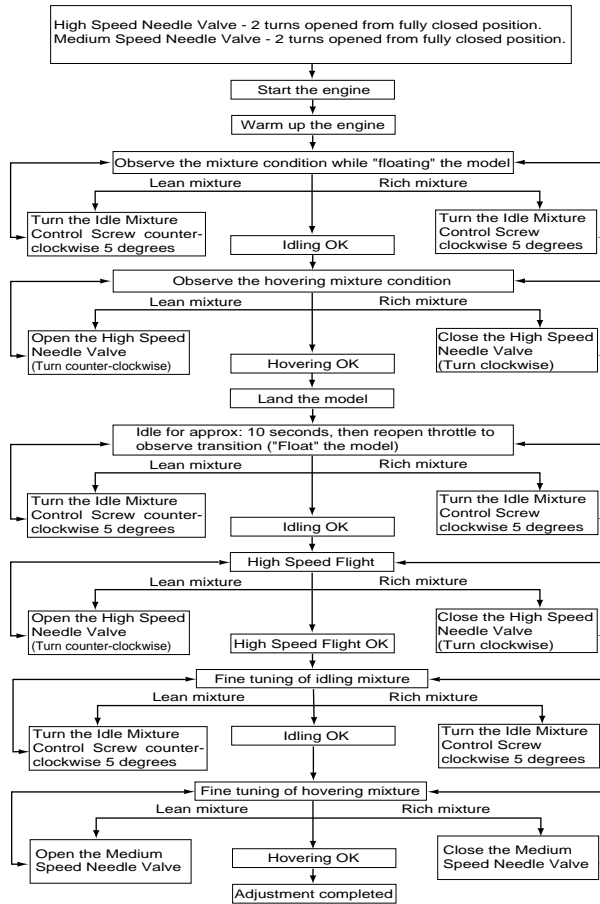 High Speed Needle Valve - 2 turns opened from fully closed position.
Medium Speed Needle Valve - 2 turns opened from fully closed position.
Start the engine
Warm up the engine
Observe the mixture condition while "floating" the model
Lean mixture
Rich mixture
Turn the Idle Mixture
Control Screw counter-
clockwise 5 degrees
Turn the Idle Mixture
Control Screw
clockwise 5 degrees
Idling OK
Observe the hovering mixture condition
Lean mixture
Rich mixture
Open the High Speed
Needle Valve
(Turn counter-clockwise)
Close the High Speed
Needle Valve
(Turn clockwise)
Hovering OK
Land the model
Idle for approx: 10 seconds, then reopen throttle to
observe transition ("Float" the model)
Lean mixture
Rich mixture
Turn the Idle Mixture
Control Screw counter-
clockwise 5 degrees
Turn the Idle Mixture
Control Screw
clockwise 5 degrees
Idling OK
High Speed Flight
Lean mixture
Rich mixture
Open the High Speed
Needle Valve
(Turn counter-clockwise)
Close the High Speed
Needle Valve
(Turn clockwise)
High Speed Flight OK
Fine tuning of idling mixture
Lean mixture
Rich mixture
Turn the Idle Mixture
Control Screw counter-
clockwise 5 degrees
Idling OK
Turn the Idle Mixture
Control Screw
clockwise 5 degrees
Fine tuning of hovering mixture
Lean mixture
Rich mixture
Open the Medium
Speed Needle Valve
Hovering OK
Close the Medium
Speed Needle Valve
Adjustment completed